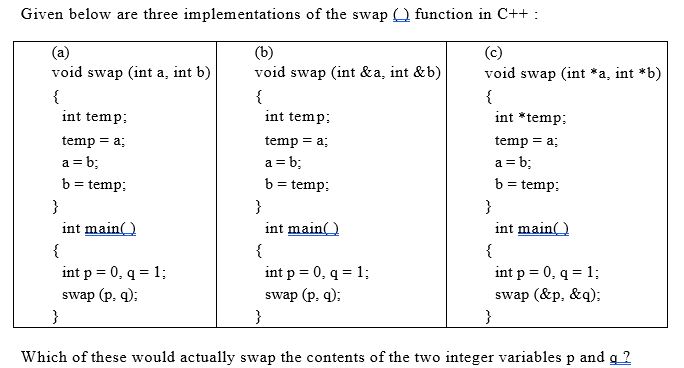 Given below are three implementations of the swap () function in C++ :
(a)
void swap (int a, int b)
{
int temp;
temp = a;
a = b;
b = temp;
}
int main()
{
int p = 0, q = 1;
swap (p, q);
}
(b)
void swap (int &a, int &b)
{
int temp;
temp = a;
a = b;
b = temp;
}
int main()
{
int p = 0, q = 1;
swap (p, q);
}
(c)
void swap (int *a, int *b)
{
int *temp;
temp = a;
a = b;
b = temp;
}
int main()
{
int p = 0, q = 1;
swap (&p, &q);
}
Which of these would actually swap the contents of the two integer variables p and q ?